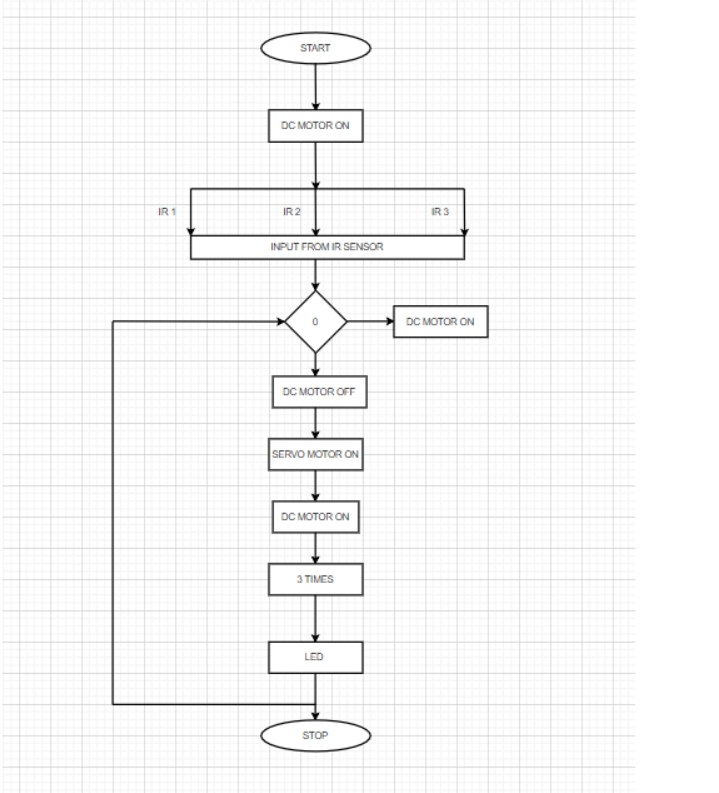 START
DC MOTOR ON
IR 1
IR 2
IR 3
INPUT FROM IR SENSOR
0
DC MOTOR ON
DC MOTOR OFF
SERVO MOTOR ON
DC MOTOR ON
3 TIMES
LED
STOP